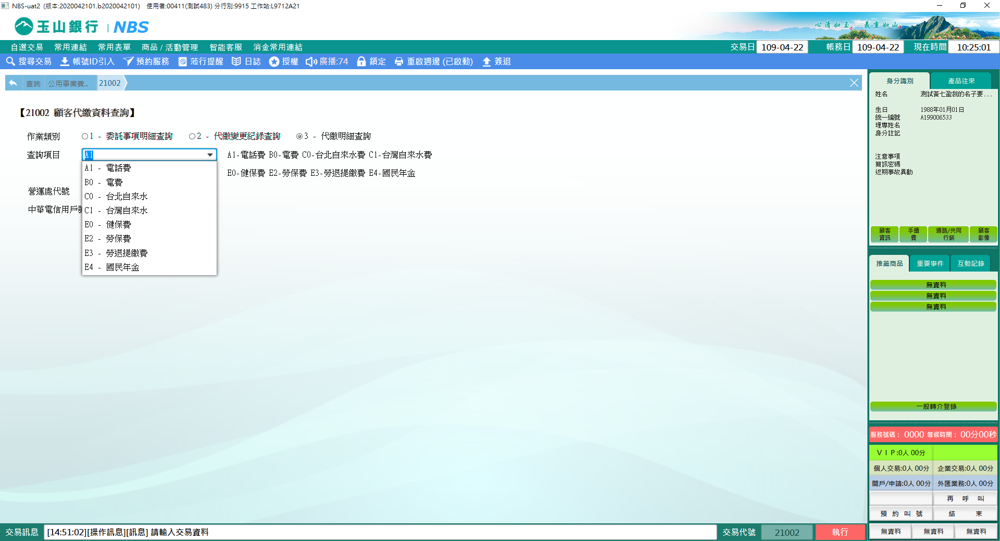 NBS-uat2 (版本:2020042101.b2020042101) 使用者:00411(測試483) 分行別:9915 工作站:L9712A21
玉山銀行 | NBS
心清如玉 義重如山
自選交易 常用連結 常用表單 商品 / 活動管理 智能客服 消金常用連結 交易日 109-04-22 帳務日 109-04-22 現在時間 10:25:01
搜尋交易 帳號ID引入 預約服務 蒞行提醒 日誌 授權 廣播:74 鎖定 重啟週邊 (已啟動) 簽退
查詢 公用事業費.. 21002
【21002 顧客代繳資料查詢】
作業類別 1 - 委託事項明細查詢 2 - 代繳變更紀錄查詢 3 - 代繳明細查詢
查詢項目 A1 A1-電話費 B0-電費 C0-台北自來水費 C1-台灣自來水費
E0-健保費 E2-勞保費 E3-勞退提繳費 E4-國民年金
A1 - 電話費
B0 - 電費
C0 - 台北自來水
C1 - 台灣自來水
E0 - 健保費
E2 - 勞保費
E3 - 勞退提繳費
E4 - 國民年金
營運處代號
中華電信用戶
身分識別 產品往來
姓名 測試黃七盈我的名子要...
生日 1988年01月01日
統一編號 A199006533
理專姓名
身分註記
注意事項
簡訊密碼
近期事故異動
顧客資訊 手續費 通路/共同行銷 顧客影像
推薦商品 重要事件 互動記錄
無資料
無資料
無資料
一般轉介登錄
服務號碼： 0000 等候時間： 00分00秒
ＶＩＰ:0人 00分
個人交易:0人 00分 企業交易:0人 00分
開戶/申請:0人 00分 外匯業務:0人 00分
再 呼 叫
預 約 叫 號 結 束
無資料 無資料 無資料
交易訊息 [14:51:02][操作訊息][訊息] 請輸入交易資料 交易代號 21002 執行